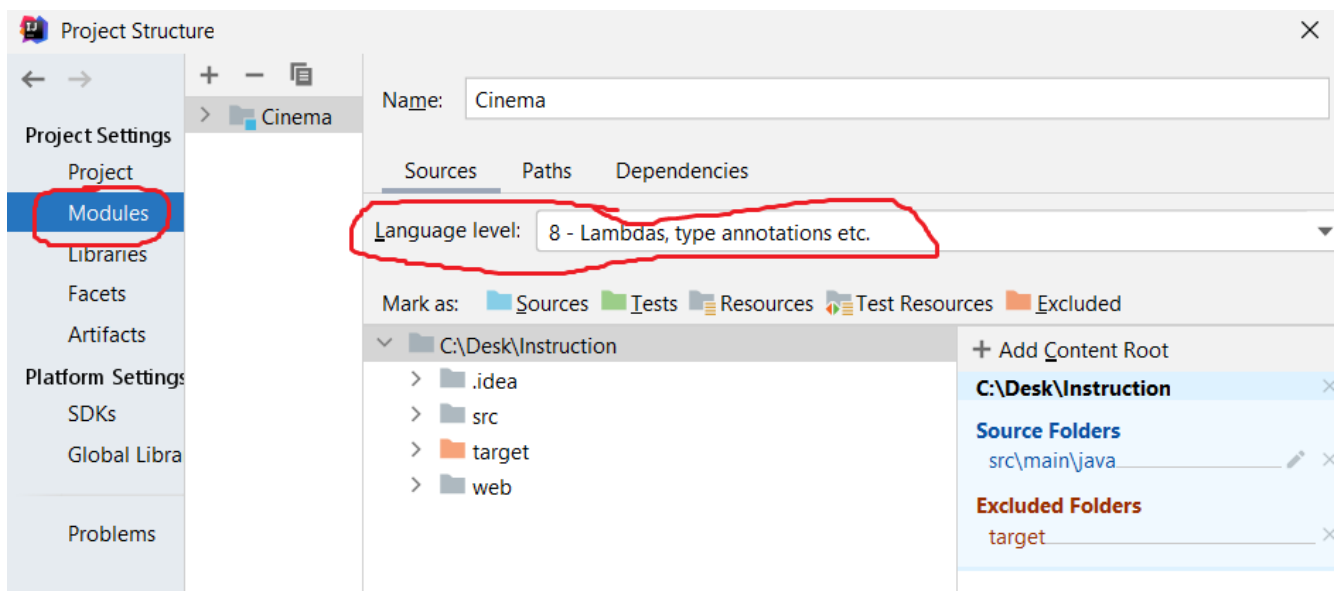 Project Structure
Name: Cinema
Cinema
Project Settings
Project
Modules
Libraries
Facets
Artifacts
Platform Settings
SDKs
Global Libra
Problems
Sources Paths Dependencies
Language level: 8 - Lambdas, type annotations etc.
Mark as: Sources Tests Resources Test Resources Excluded
C:\Desk\Instruction
.idea
src
target
web
+ Add Content Root
C:\Desk\Instruction
Source Folders
src\main\java
Excluded Folders
target